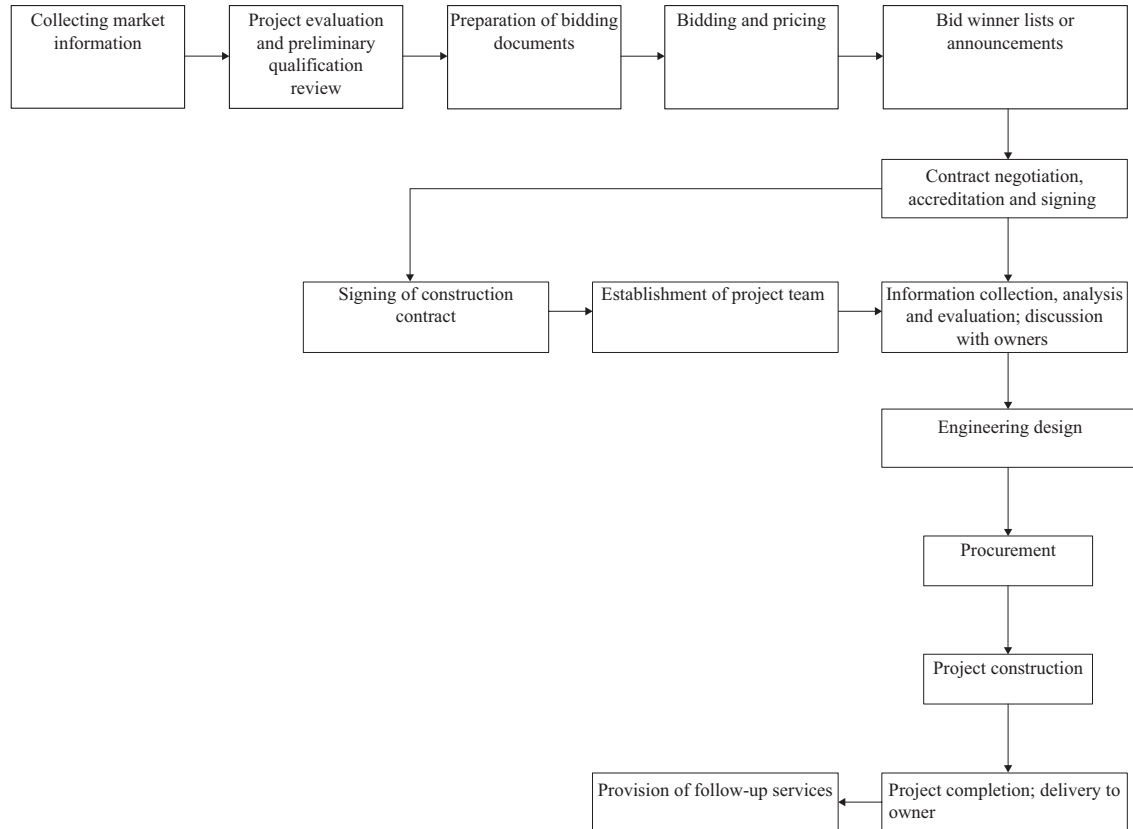 Collecting market
information
Project evaluation
and preliminary
qualification
review
Preparation of bidding
documents
Bidding and pricing
Bid winner lists or
announcements
Contract negotiation,
accreditation and signing
Signing of construction
contract
Establishment of project team
Information collection, analysis
and evaluation; discussion
with owners
Engineering design
Procurement
Project construction
Provision of follow-up services
Project completion; delivery to
owner